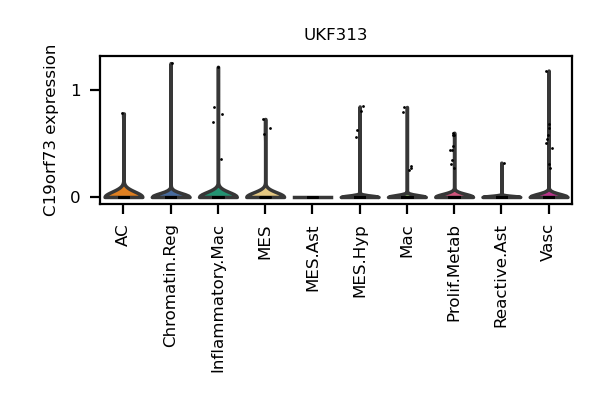 UKF313
C19orf73 expression
1
0
AC
Chromatin.Reg
Inflammatory.Mac
MES
MES.Ast
MES.Hyp
Mac
Prolif.Metab
Reactive.Ast
Vasc